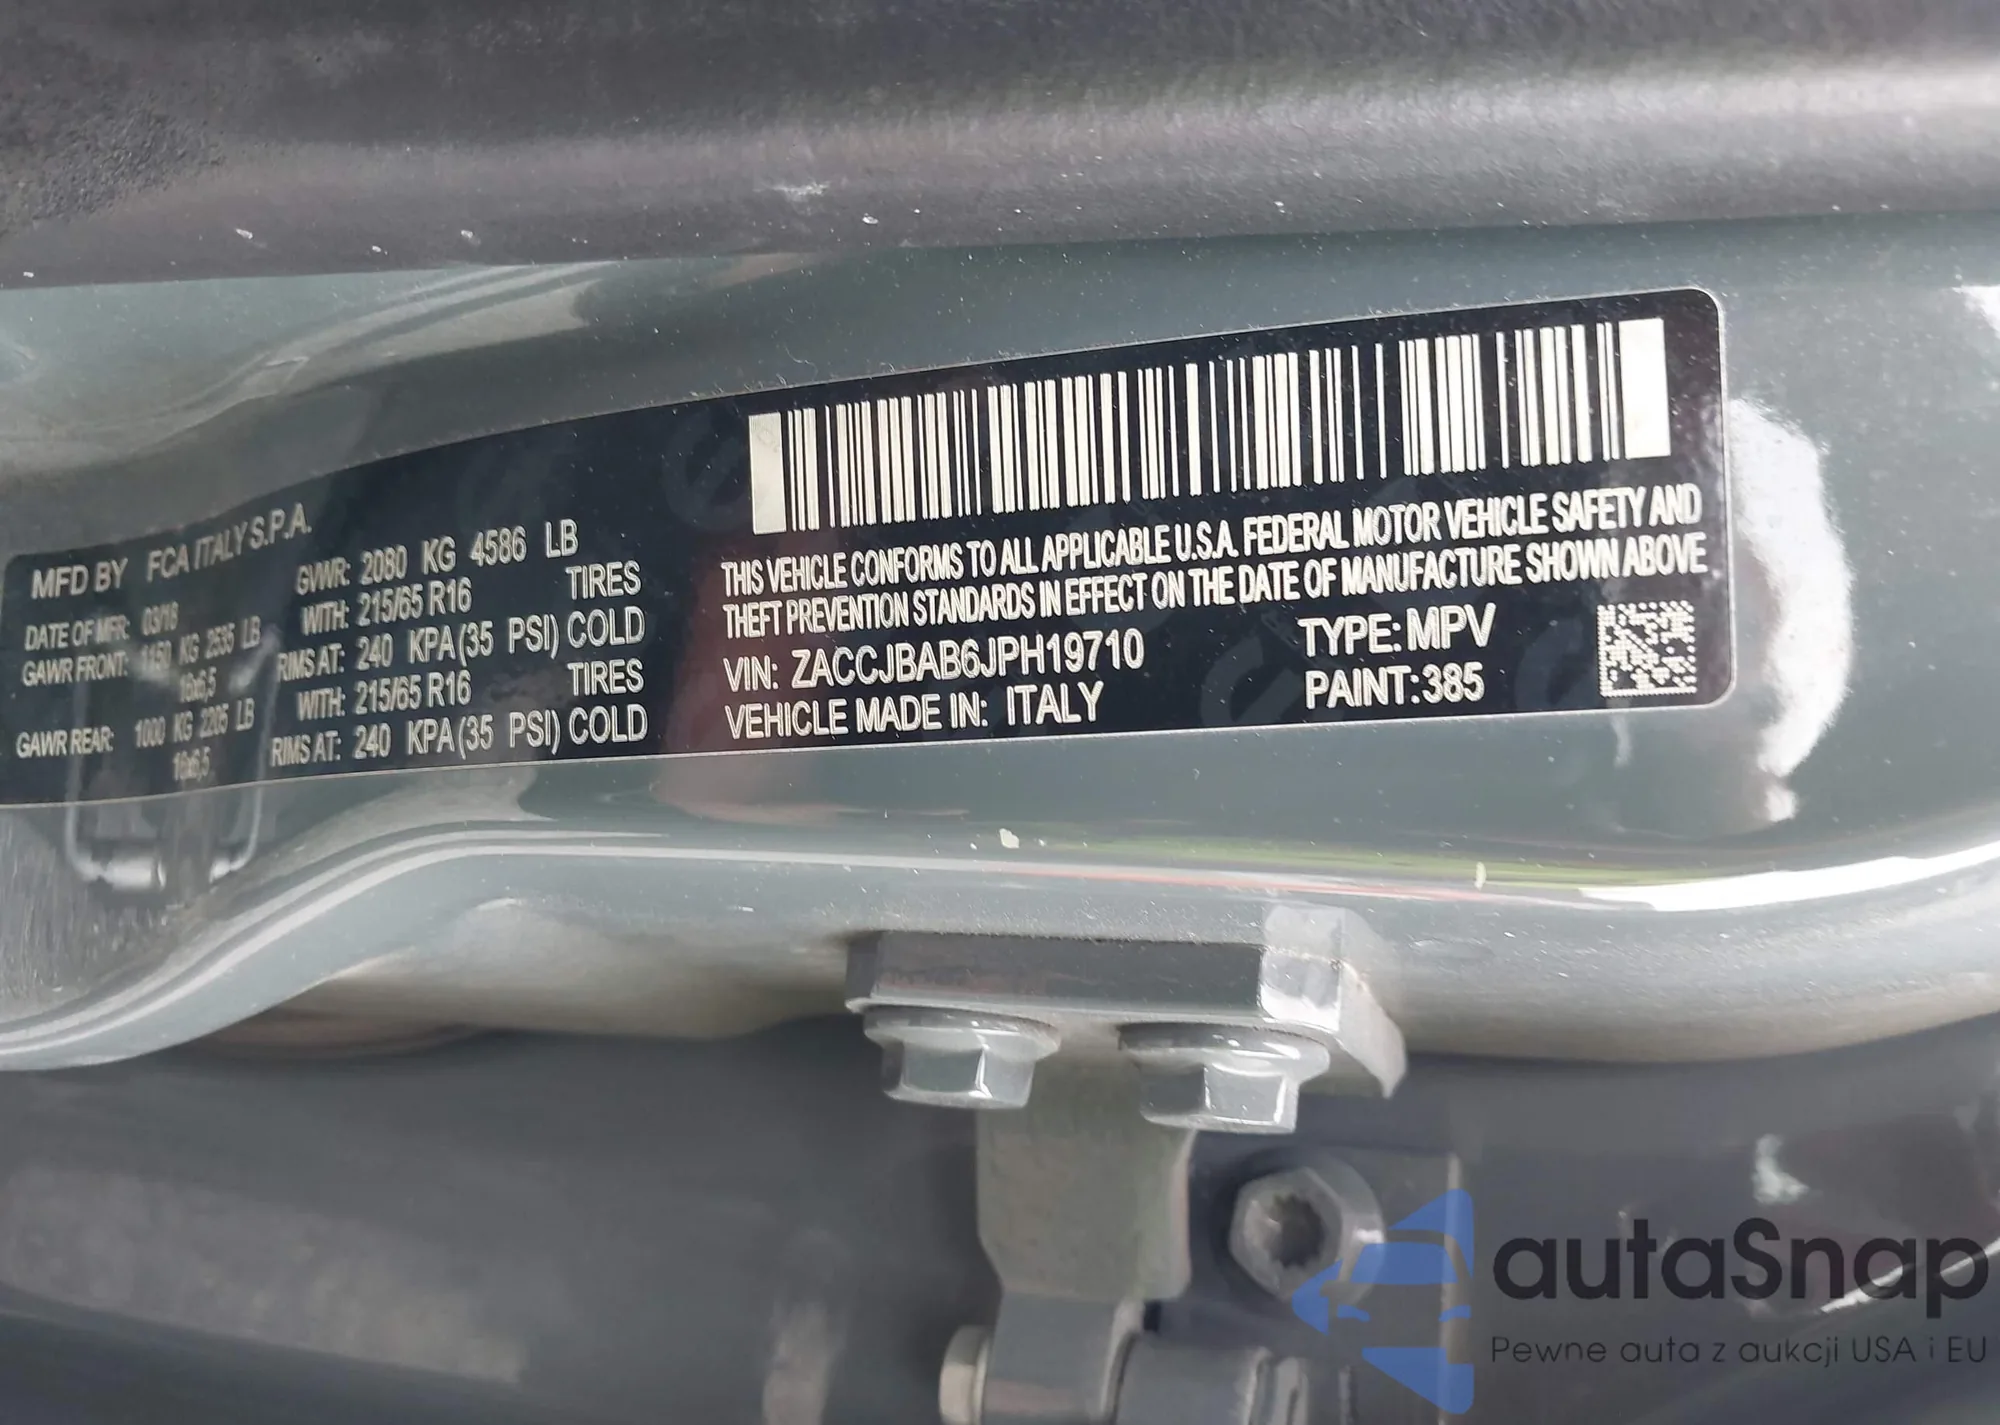 MFD BY FCA ITALY S.P.A.
DATE OF MFR: 03/18 GVWR: 2080 KG 4586 LB
GAWR FRONT: 1150 KG 2535 LB WITH: 215/65 R16 TIRES
16x6,5 RIMS AT: 240 KPA(35 PSI) COLD
GAWR REAR: 1000 KG 2205 LB WITH: 215/65 R16 TIRES
16x6,5 RIMS AT: 240 KPA(35 PSI) COLD
THIS VEHICLE CONFORMS TO ALL APPLICABLE U.S.A. FEDERAL MOTOR VEHICLE SAFETY AND
THEFT PREVENTION STANDARDS IN EFFECT ON THE DATE OF MANUFACTURE SHOWN ABOVE
VIN: ZACCJBAB6JPH19710 TYPE: MPV
VEHICLE MADE IN: ITALY PAINT: 385
autaSnap
Pewne auta z aukcji USA i EU